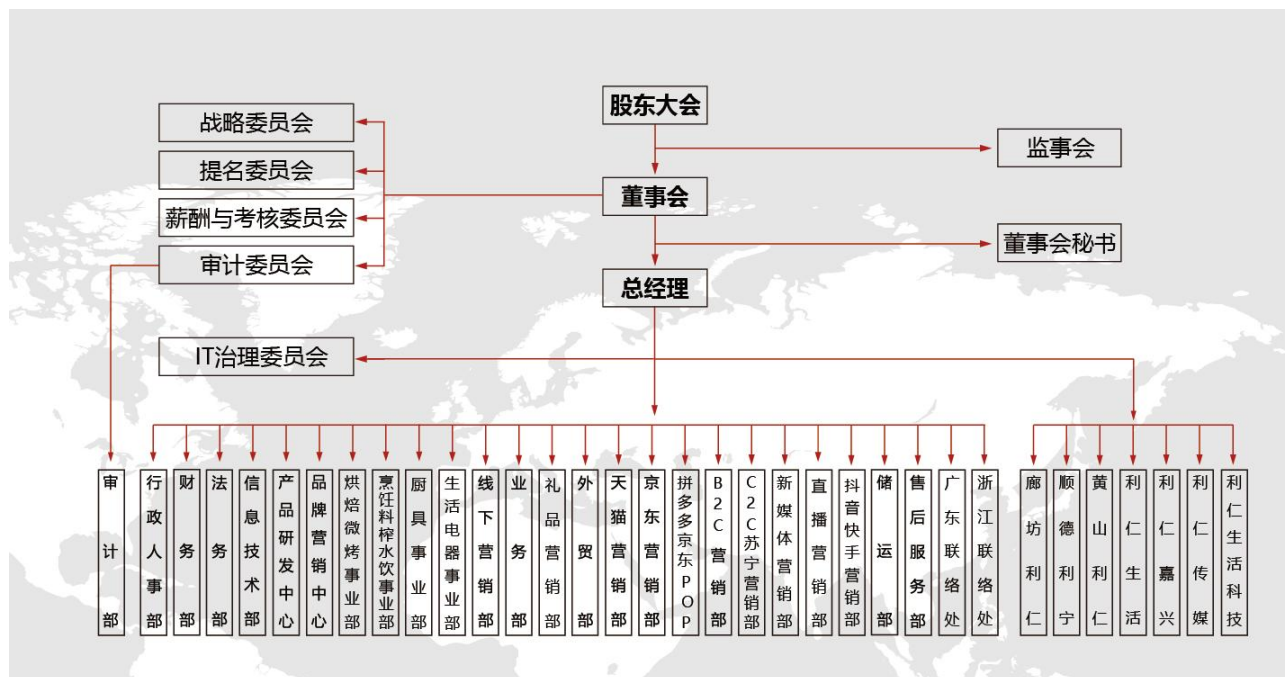 股东大会
战略委员会
监事会
提名委员会
董事会
薪酬与考核委员会
董事会秘书
审计委员会
总经理
IT治理委员会
审计部
行政人事部
财务部
法务部
信息技术部
产品研发中心
品牌营销中心
烘焙微烤事业部
烹饪料榨水饮事业部
厨具事业部
生活电器事业部
线下营销部
业务部
礼品营销部
外贸部
天猫营销部
京东营销部
拼多多京东POP
B2C营销部
C2C苏宁营销部
新媒体营销部
直播营销部
抖音快手营销部
储运部
售后服务部
广东联络处
浙江联络处
廊坊利仁
顺德利宁
黄山利仁
利仁生活
利仁嘉兴
利仁传媒
利仁生活科技